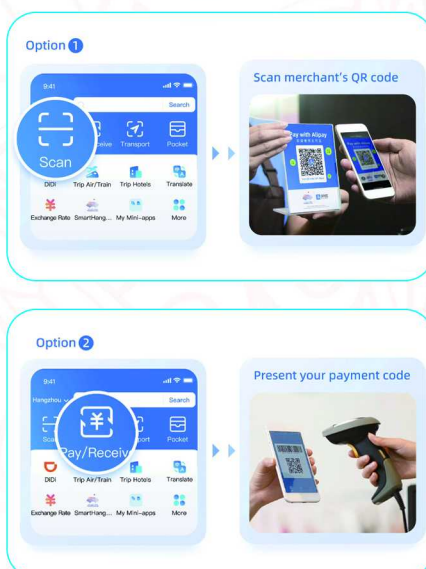 Option 1
Scan merchant's QR code
9:41
Search
Scan
Transport
Pocket
DiDi
Trip Air/Train
Trip Hotels
Translate
Exchange Rate
SmartHang...
My Mini-apps
More
Pay with Alipay
Option 2
Present your payment code
9:41
Hangzhou
Search
Pay/Receive
Pocket
DiDi
Trip Air/Train
Trip Hotels
Translate
Exchange Rate
SmartHang...
My Mini-apps
More